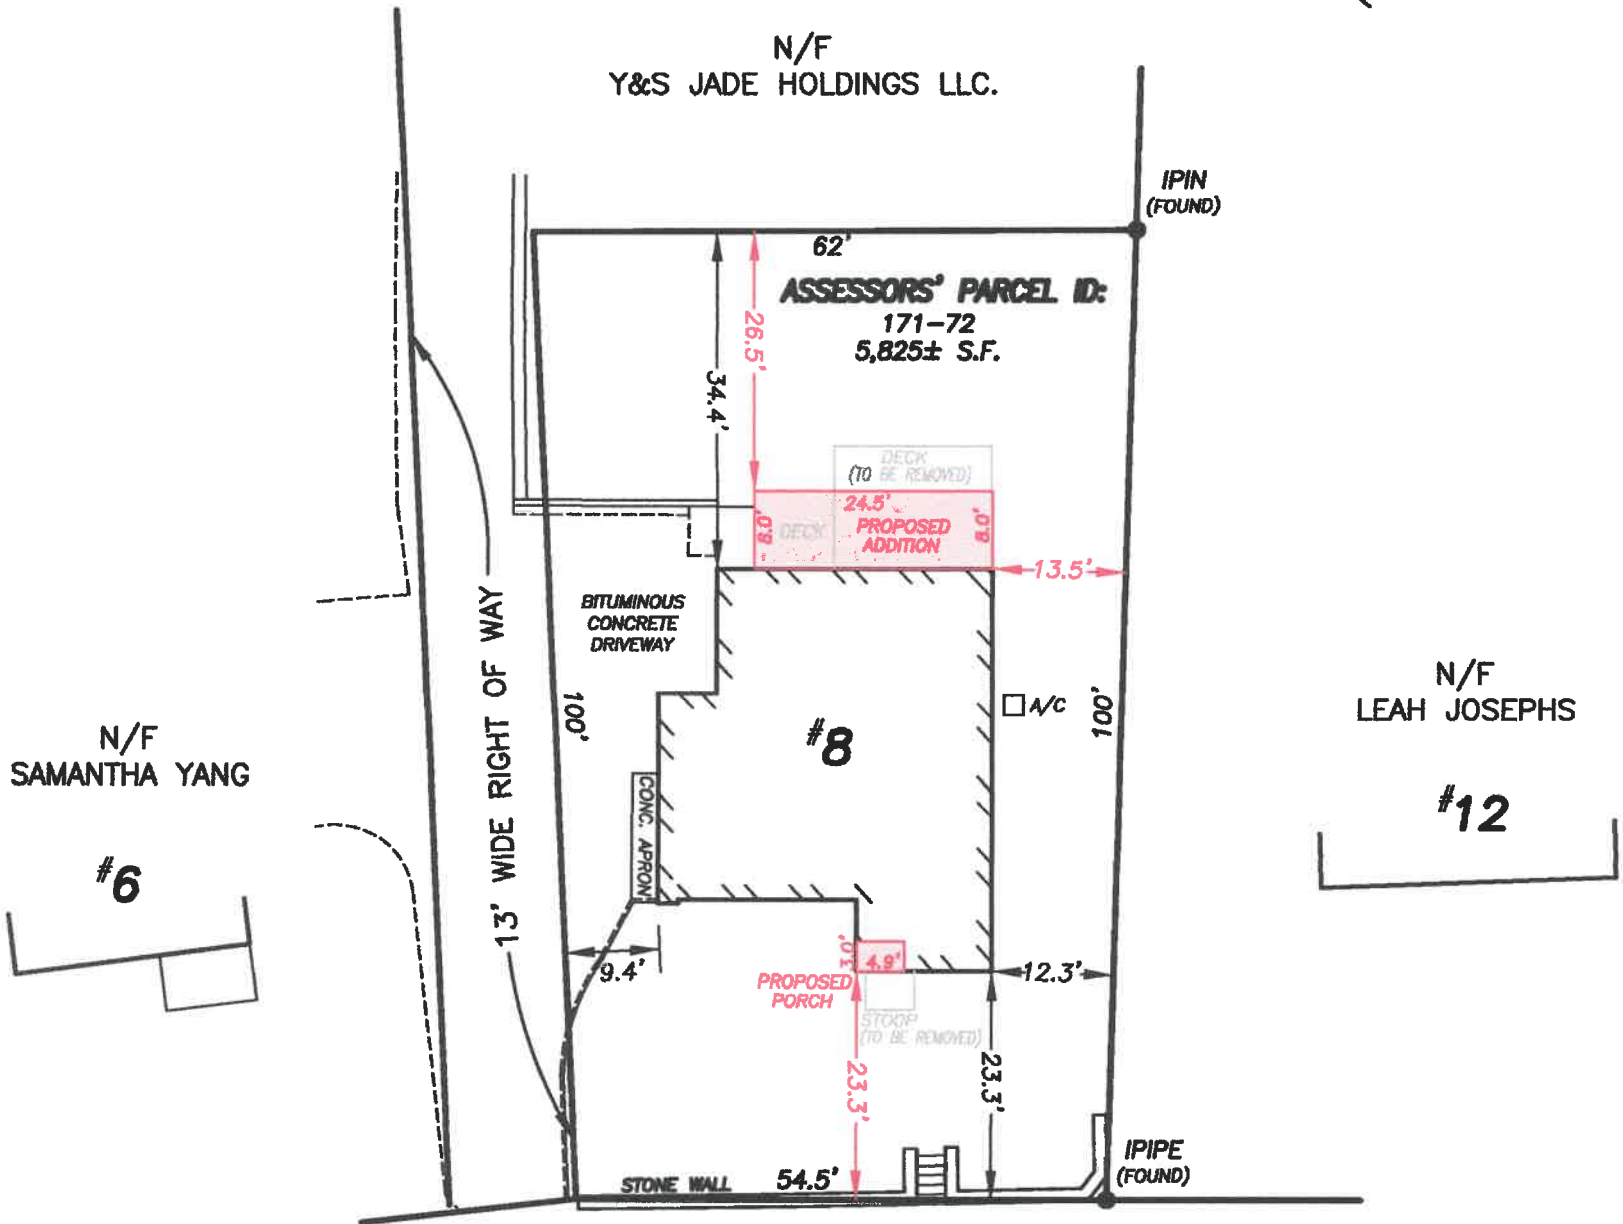 N/F
Y&S JADE HOLDINGS LLC.
IPIN
(FOUND)
62'
ASSESSORS' PARCEL ID:
171-72
5,825± S.F.
26.5'
34.4'
DECK
(TO BE REMOVED)
24.5'
8.0'
DECK
PROPOSED
ADDITION
8.0'
13.5'
BITUMINOUS
CONCRETE
DRIVEWAY
13' WIDE RIGHT OF WAY
100'
#8
A/C
100'
N/F
LEAH JOSEPHS
#12
N/F
SAMANTHA YANG
#6
CONC. APRON
9.4'
3.0'
4.9'
PROPOSED
PORCH
12.3'
STOOP
(TO BE REMOVED)
23.3'
23.3'
STONE WALL
54.5'
IPIPE
(FOUND)